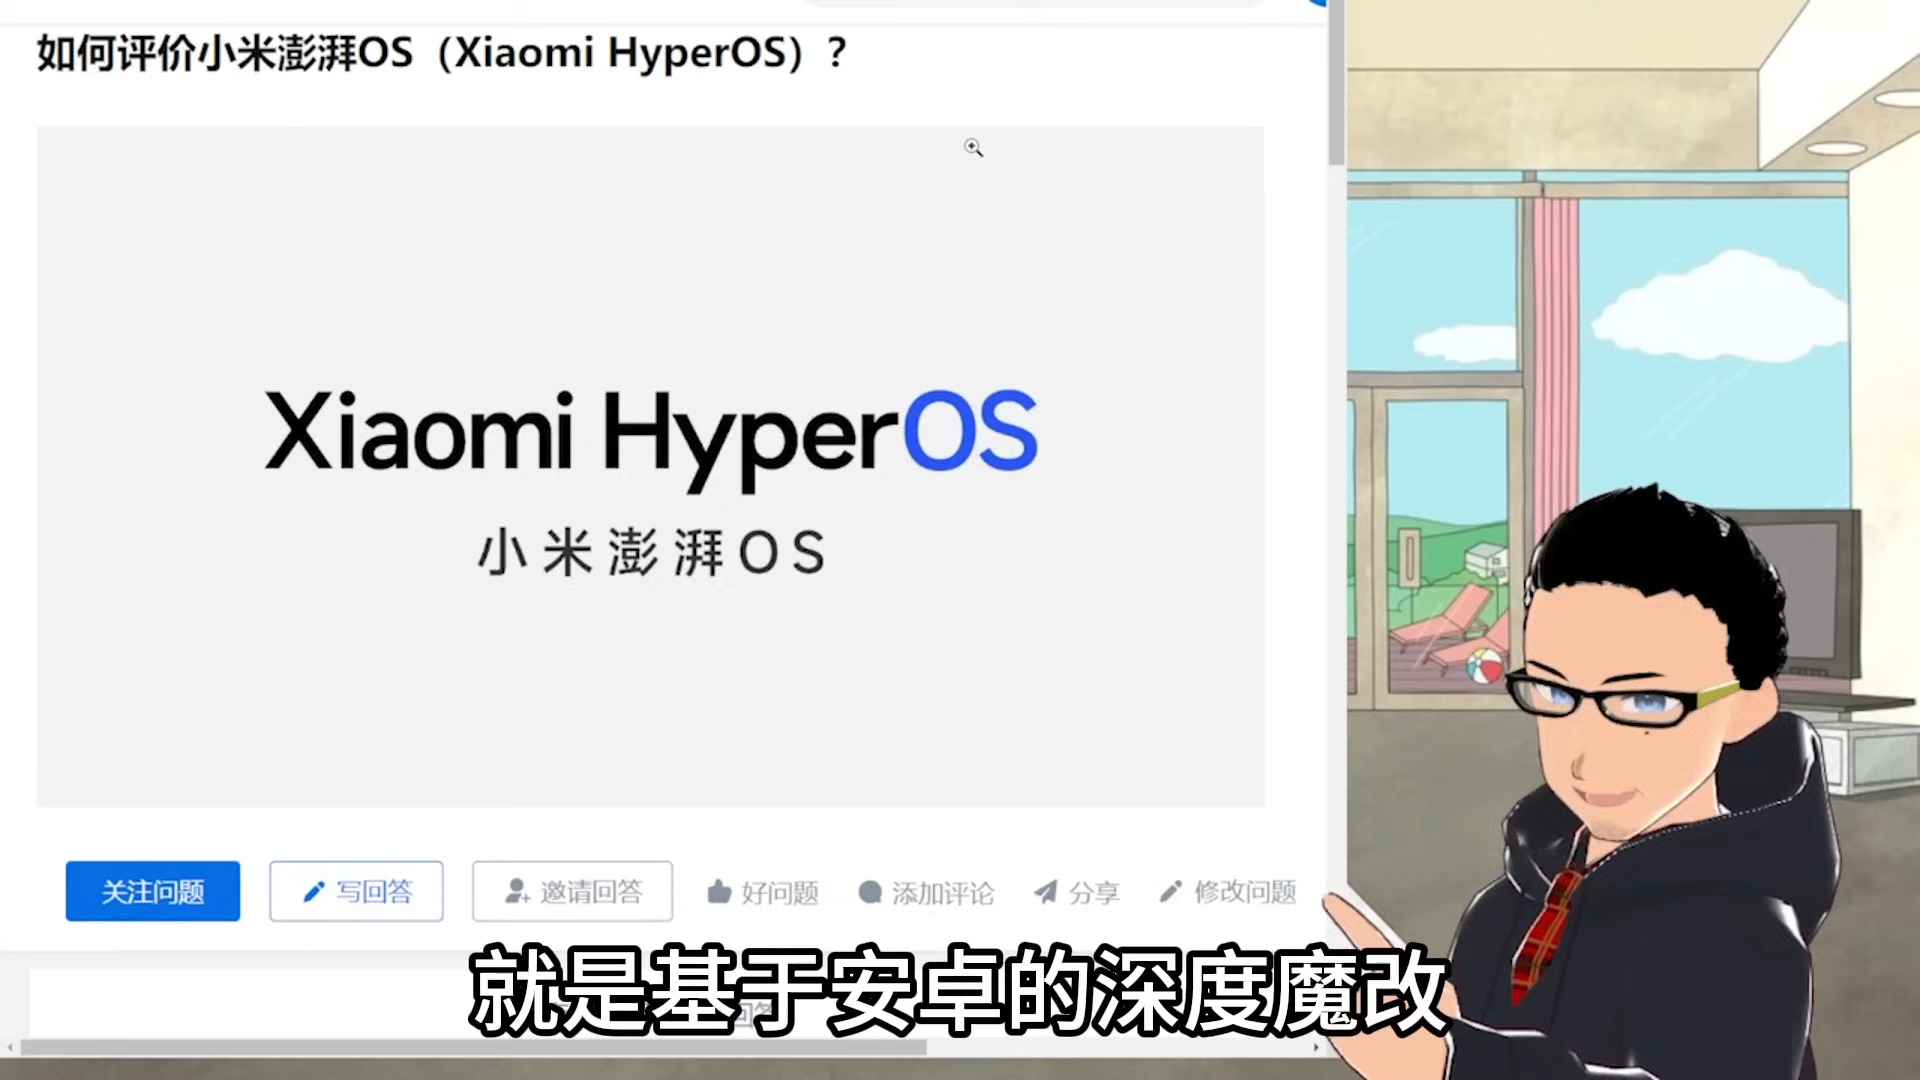 如何评价小米澎湃OS（Xiaomi HyperOS）？
Xiaomi HyperOS
小米澎湃OS
关注问题 写回答 邀请回答 好问题 添加评论 分享 修改问题
就是基于安卓的深度魔改